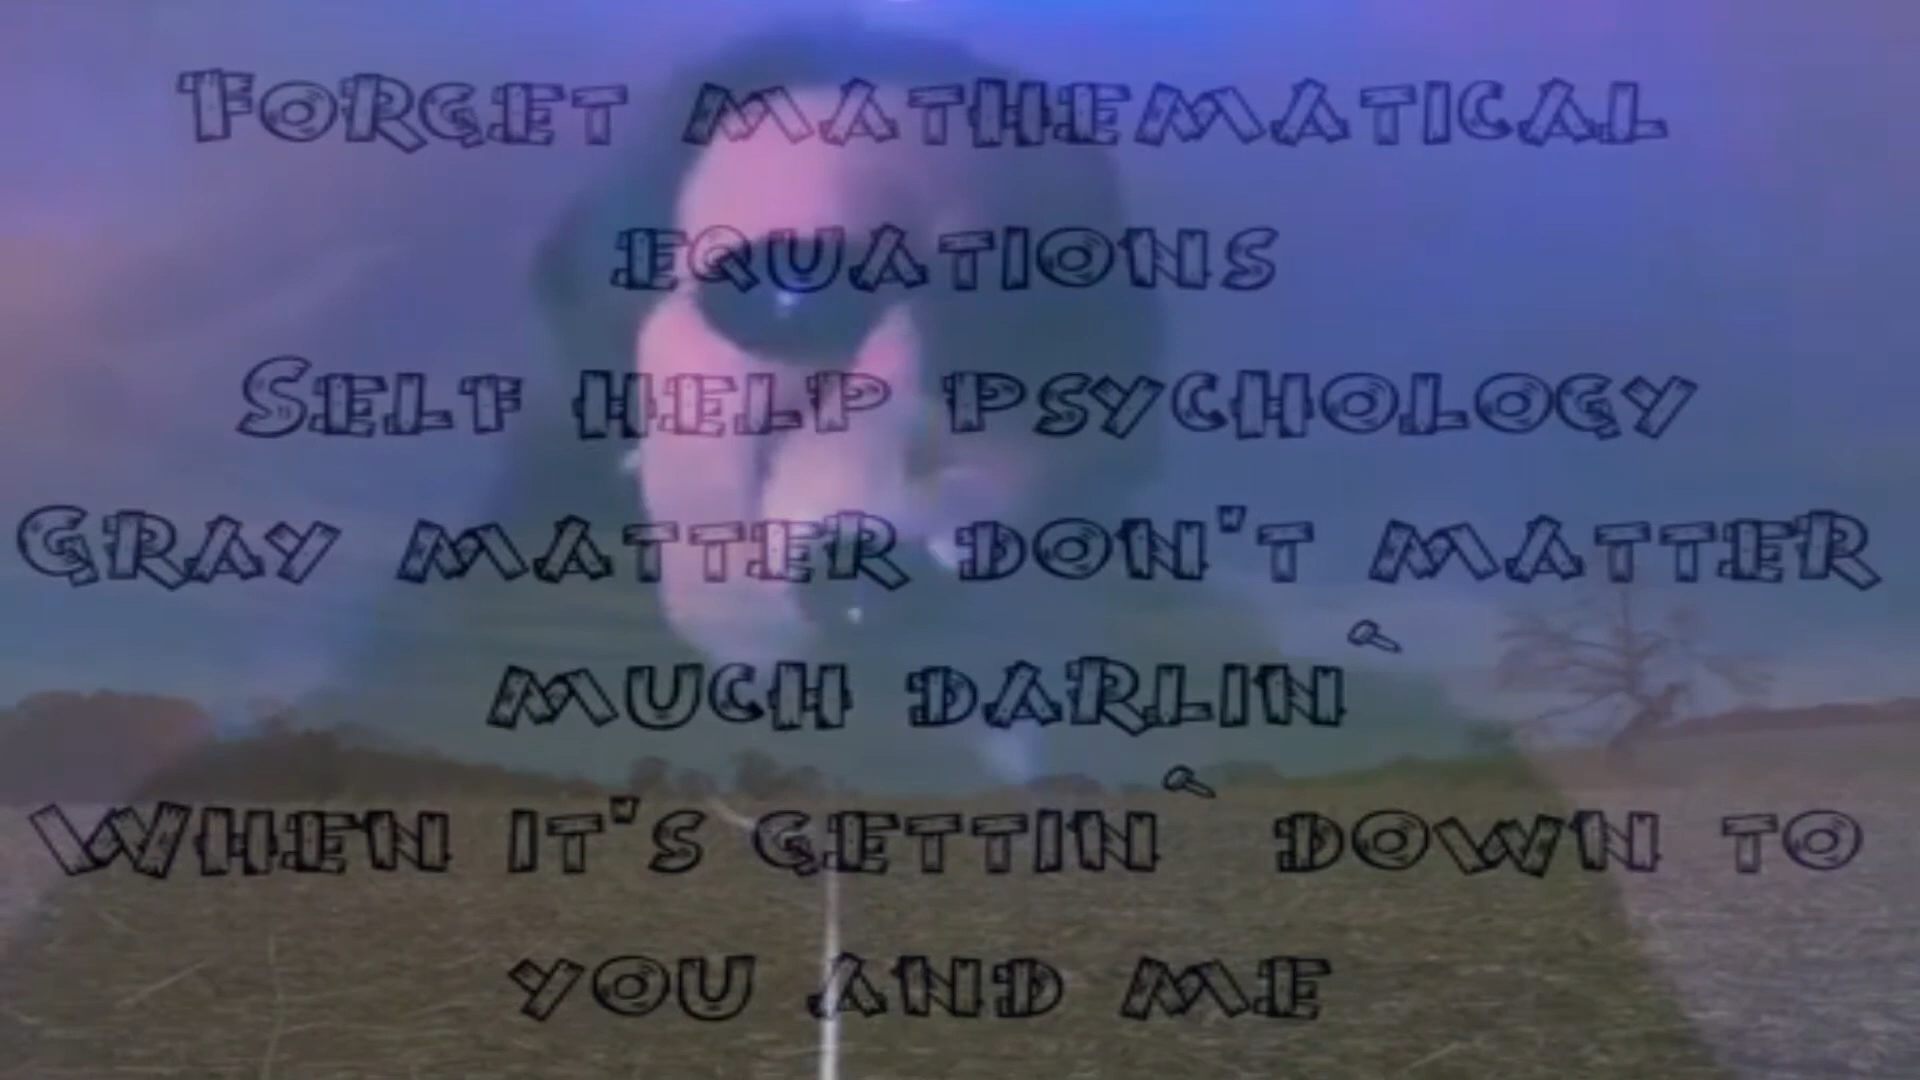 Forget mathematical
equations
Self help psychology
Gray matter don't matter
much darlin`
When it's gettin` down to
you and me